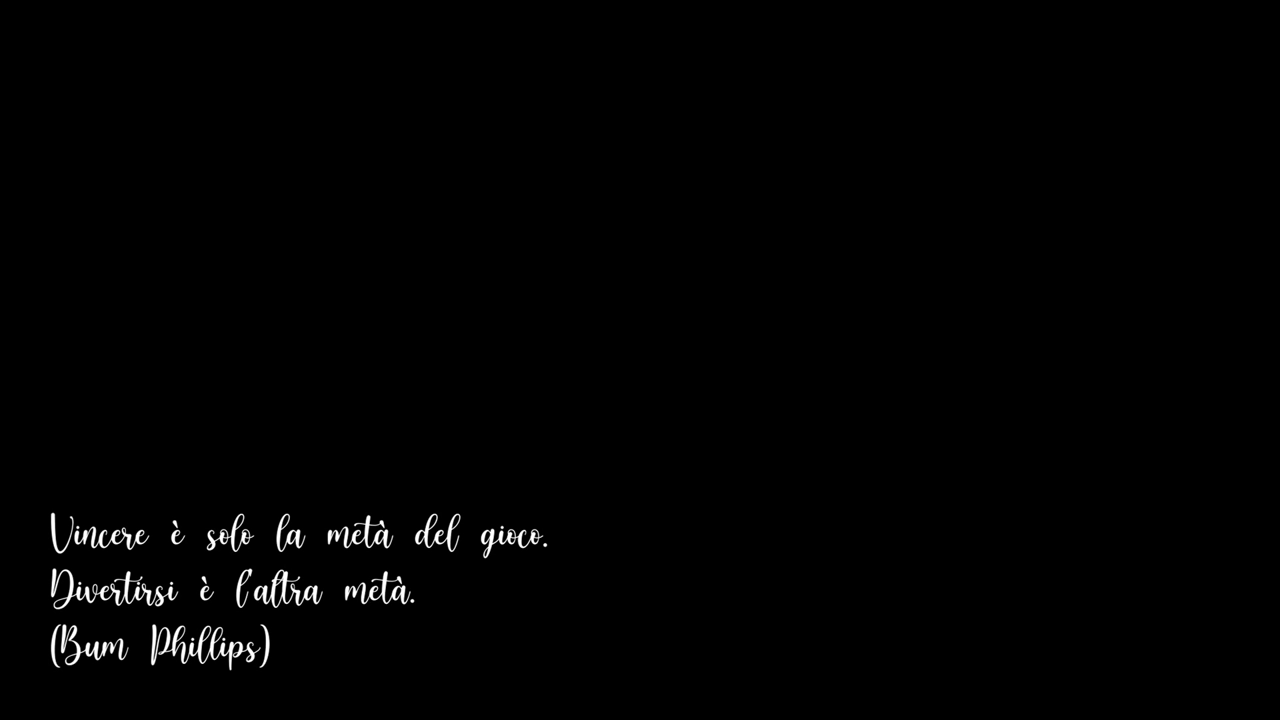 Vincere è solo la metà del gioco.
Divertirsi è l'altra metà.
(Bum Phillips)